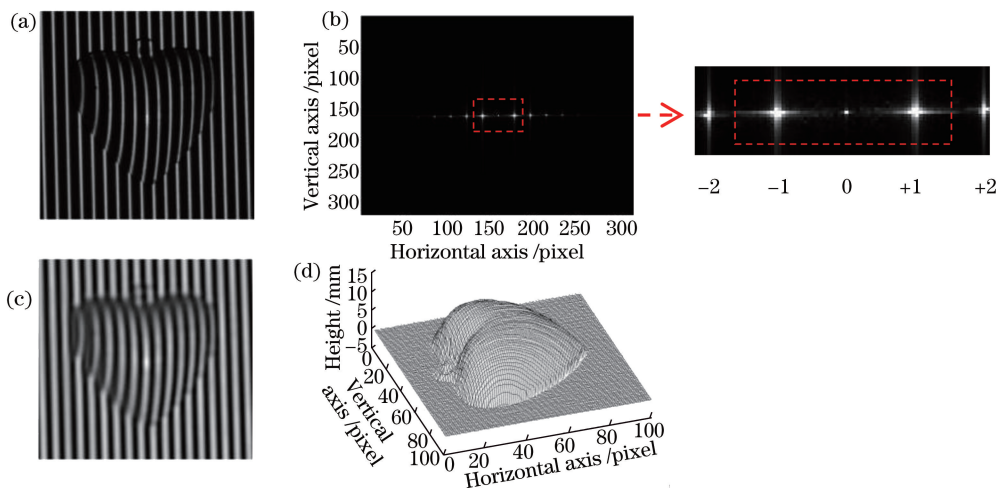 (a)
(b)
50
100
150
200
250
300
Vertical axis /pixel
50 100 150 200 250 300
Horizontal axis /pixel
-2 -1 0 +1 +2
(c)
(d)
15
10
5
0
-5
Height /mm
0
20
40
60
80
100
Vertical
axis /pixel
0 20 40 60 80 100
Horizontal axis /pixel